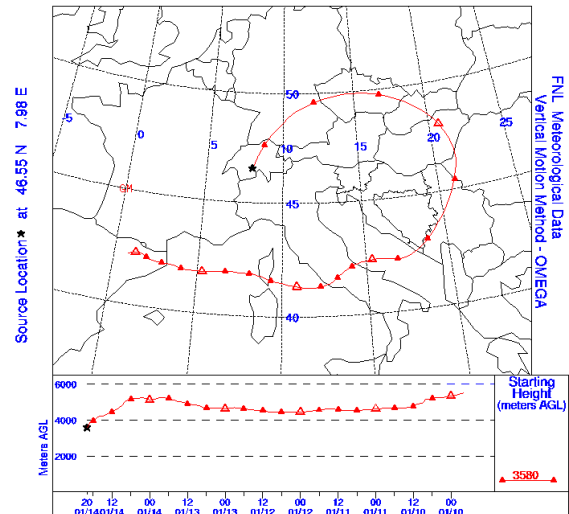 Source Location ★ at 46.55 N 7.98 E
FNL Meteorological Data
Vertical Motion Method - OMEGA
-5
0
5
10
15
20
25
50
45
40
Meters AGL
6000
4000
2000
Starting
Height
(meters AGL)
3580
20 12 00 12 00 12 00 12 00 12 00
01/14 01/14 01/14 01/13 01/13 01/12 01/12 01/11 01/11 01/10 01/10